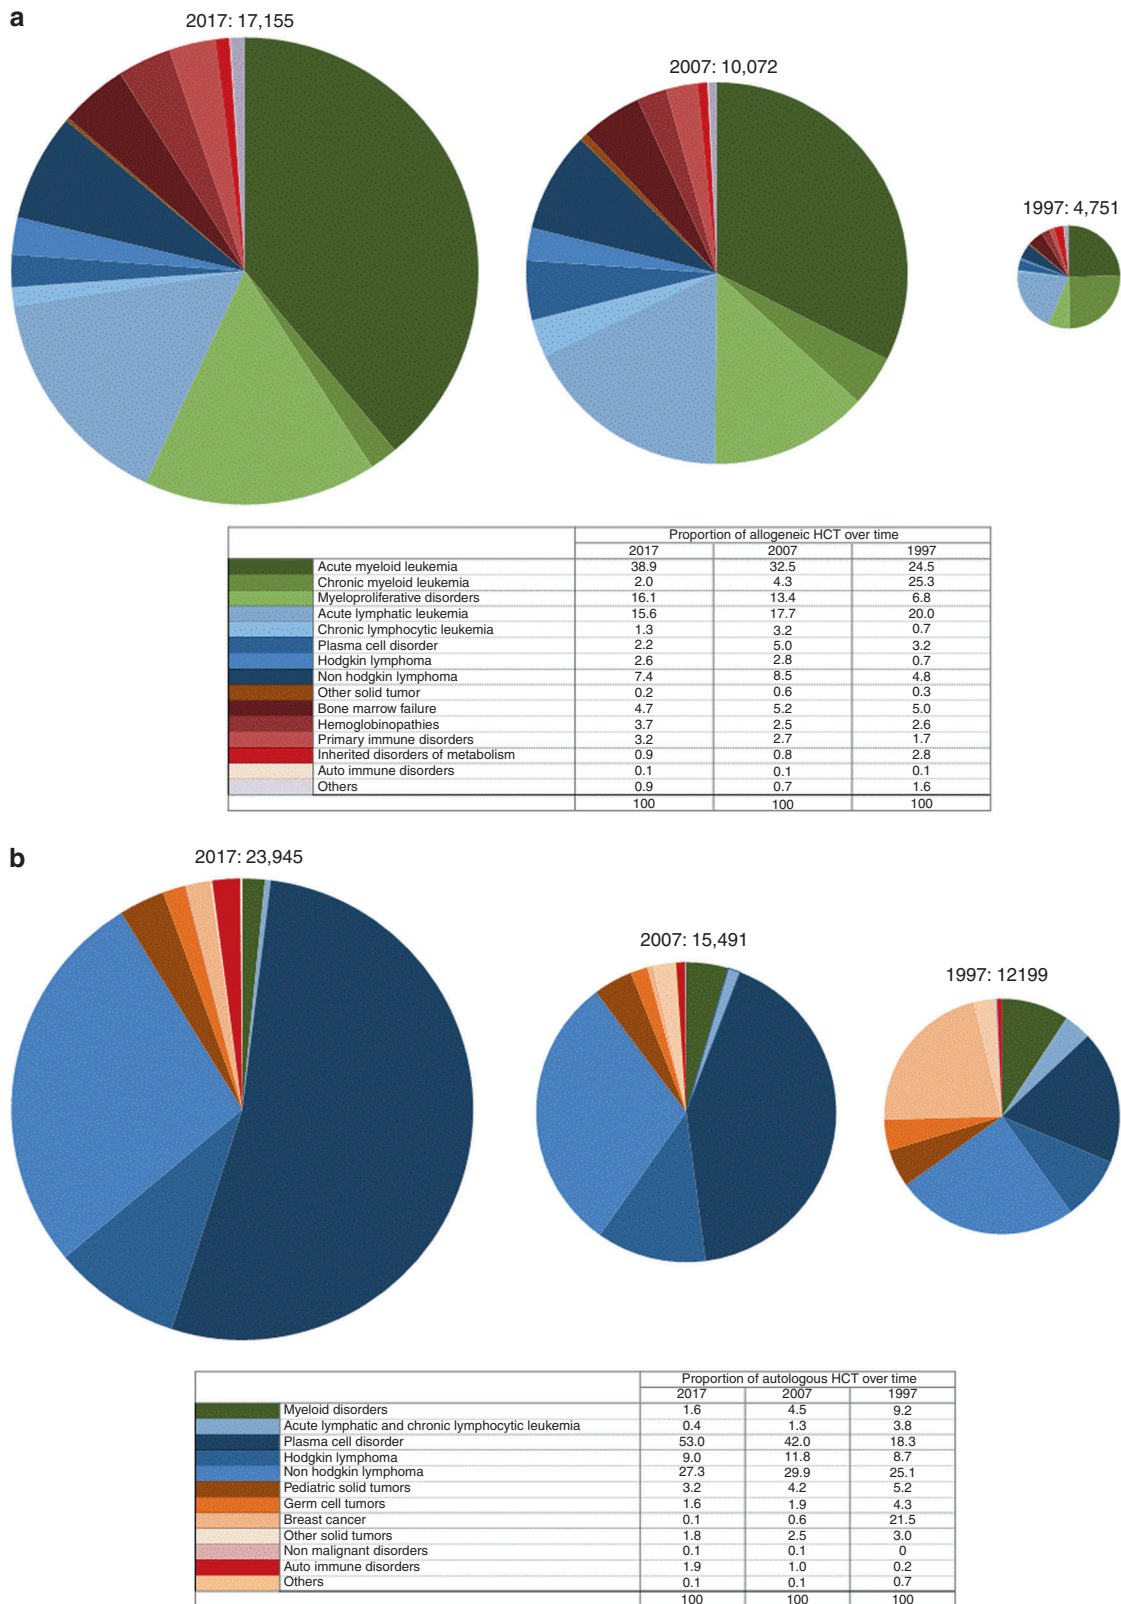 a
2017: 17,155
2007: 10,072
1997: 4,751
Proportion of allogeneic HCT over time
2017 2007 1997
Acute myeloid leukemia 38.9 32.5 24.5
Chronic myeloid leukemia 2.0 4.3 25.3
Myeloproliferative disorders 16.1 13.4 6.8
Acute lymphatic leukemia 15.6 17.7 20.0
Chronic lymphocytic leukemia 1.3 3.2 0.7
Plasma cell disorder 2.2 5.0 3.2
Hodgkin lymphoma 2.6 2.8 0.7
Non hodgkin lymphoma 7.4 8.5 4.8
Other solid tumor 0.2 0.6 0.3
Bone marrow failure 4.7 5.2 5.0
Hemoglobinopathies 3.7 2.5 2.6
Primary immune disorders 3.2 2.7 1.7
Inherited disorders of metabolism 0.9 0.8 2.8
Auto immune disorders 0.1 0.1 0.1
Others 0.9 0.7 1.6
100 100 100
b
2017: 23,945
2007: 15,491
1997: 12199
Proportion of autologous HCT over time
2017 2007 1997
Myeloid disorders 1.6 4.5 9.2
Acute lymphatic and chronic lymphocytic leukemia 0.4 1.3 3.8
Plasma cell disorder 53.0 42.0 18.3
Hodgkin lymphoma 9.0 11.8 8.7
Non hodgkin lymphoma 27.3 29.9 25.1
Pediatric solid tumors 3.2 4.2 5.2
Germ cell tumors 1.6 1.9 4.3
Breast cancer 0.1 0.6 21.5
Other solid tumors 1.8 2.5 3.0
Non malignant disorders 0.1 0.1 0
Auto immune disorders 1.9 1.0 0.2
Others 0.1 0.1 0.7
100 100 100